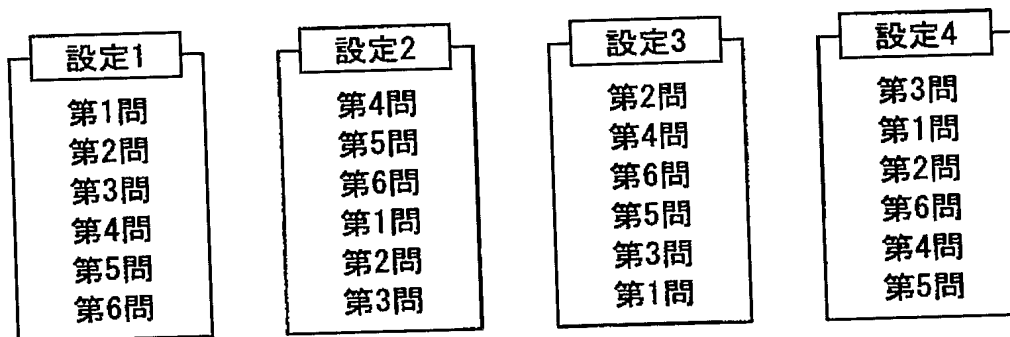 設定1
第1問
第2問
第3問
第4問
第5問
第6問
設定2
第4問
第5問
第6問
第1問
第2問
第3問
設定3
第2問
第4問
第6問
第5問
第3問
第1問
設定4
第3問
第1問
第2問
第6問
第4問
第5問